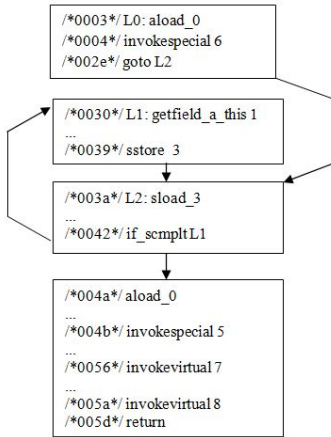 /*0003*/ L0: aload_0
/*0004*/ invokespecial 6
/*002e*/ goto L2
/*0030*/ L1: getfield_a_this 1
...
/*0039*/ sstore 3
/*003a*/ L2: sload_3
...
/*0042*/ if_scmplt L1
/*004a*/ aload_0
...
/*004b*/ invokespecial 5
...
/*0056*/ invokevirtual 7
...
/*005a*/ invokevirtual 8
/*005d*/ return